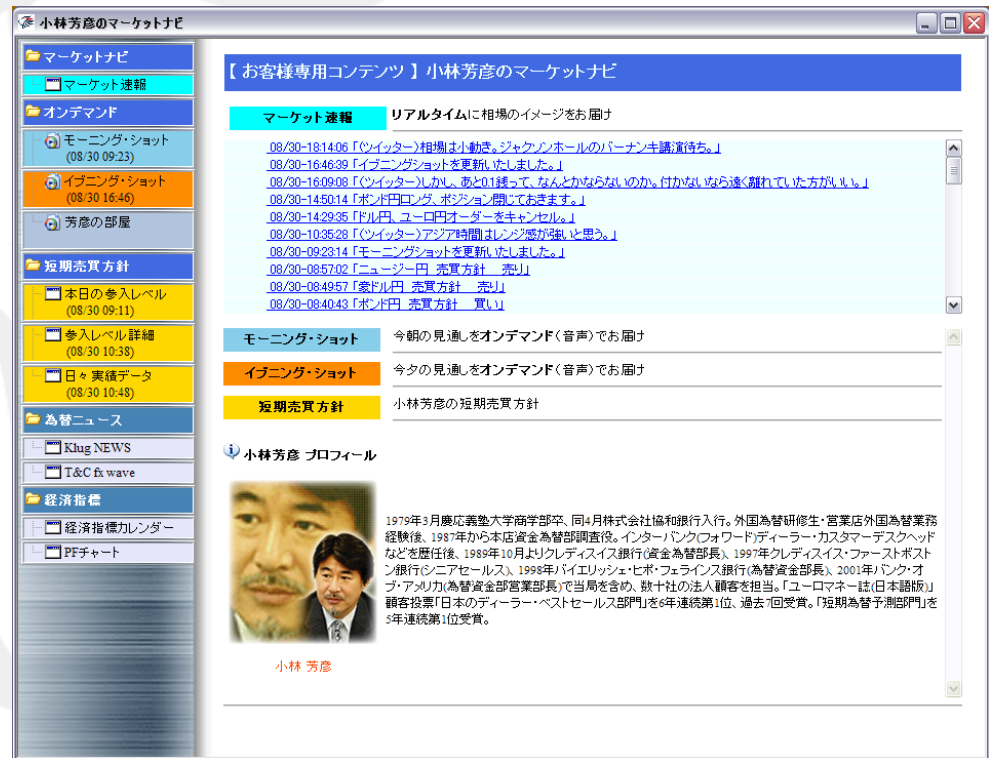 小林芳彦のマーケットナビ
マーケットナビ
マーケット速報
オンデマンド
モーニング・ショット
(08/30 09:23)
イブニング・ショット
(08/30 16:46)
芳彦の部屋
短期売買方針
本日の参入レベル
(08/30 09:11)
参入レベル詳細
(08/30 10:38)
日々実績データ
(08/30 10:48)
為替ニュース
Klug NEWS
T&C fx wave
経済指標
経済指標カレンダー
PFチャート
【お客様専用コンテンツ】小林芳彦のマーケットナビ
マーケット速報 リアルタイムに相場のイメージをお届け
08/30-18:14:06「(ツイッター)相場は小動き。ジャクソンホールのバーナンキ講演待ち。」
08/30-16:46:39「イブニングショットを更新いたしました。」
08/30-16:09:08「(ツイッター)しかし、あと0.1銭って、なんとかならないのか。付かないなら遠く離れていた方がいい。」
08/30-14:50:14「ポンド円ロング、ポジション閉じておきます。」
08/30-14:29:35「ドル円、ユーロ円オーダーをキャンセル。」
08/30-10:35:28「(ツイッター)アジア時間はレンジ感が強いと思う。」
08/30-09:23:14「モーニングショットを更新いたしました。」
08/30-08:57:02「ニュージー円 売買方針 売り」
08/30-08:49:57「豪ドル円 売買方針 売り」
08/30-08:40:43「ポンド円 売買方針 買い」
モーニング・ショット 今朝の見通しをオンデマンド(音声)でお届け
イブニング・ショット 今夕の見通しをオンデマンド(音声)でお届け
短期売買方針 小林芳彦の短期売買方針
小林芳彦 プロフィール
1979年3月慶応義塾大学商学部卒、同4月株式会社協和銀行入行。外国為替研修生・営業店外国為替業務
経験後、1987年から本店資金為替部調査役。インターバンク(フォワード)ディーラー・カスタマーデスクヘッド
などを歴任後、1989年10月よりクレディスイス銀行(資金為替部長)、1997年クレディスイス・ファーストボスト
ン銀行(シニアセールス)、1998年バイエリッシェ・ヒポ・フェラインス銀行(為替資金部長)、2001年バンク・オ
ブ・アメリカ(為替資金部営業部長)で当局を含め、数十社の法人顧客を担当。「ユーロマネー誌(日本語版)」
顧客投票「日本のディーラー・ベストセールス部門」を6年連続第1位、過去7回受賞。「短期為替予測部門」を
5年連続第1位受賞。
小林 芳彦